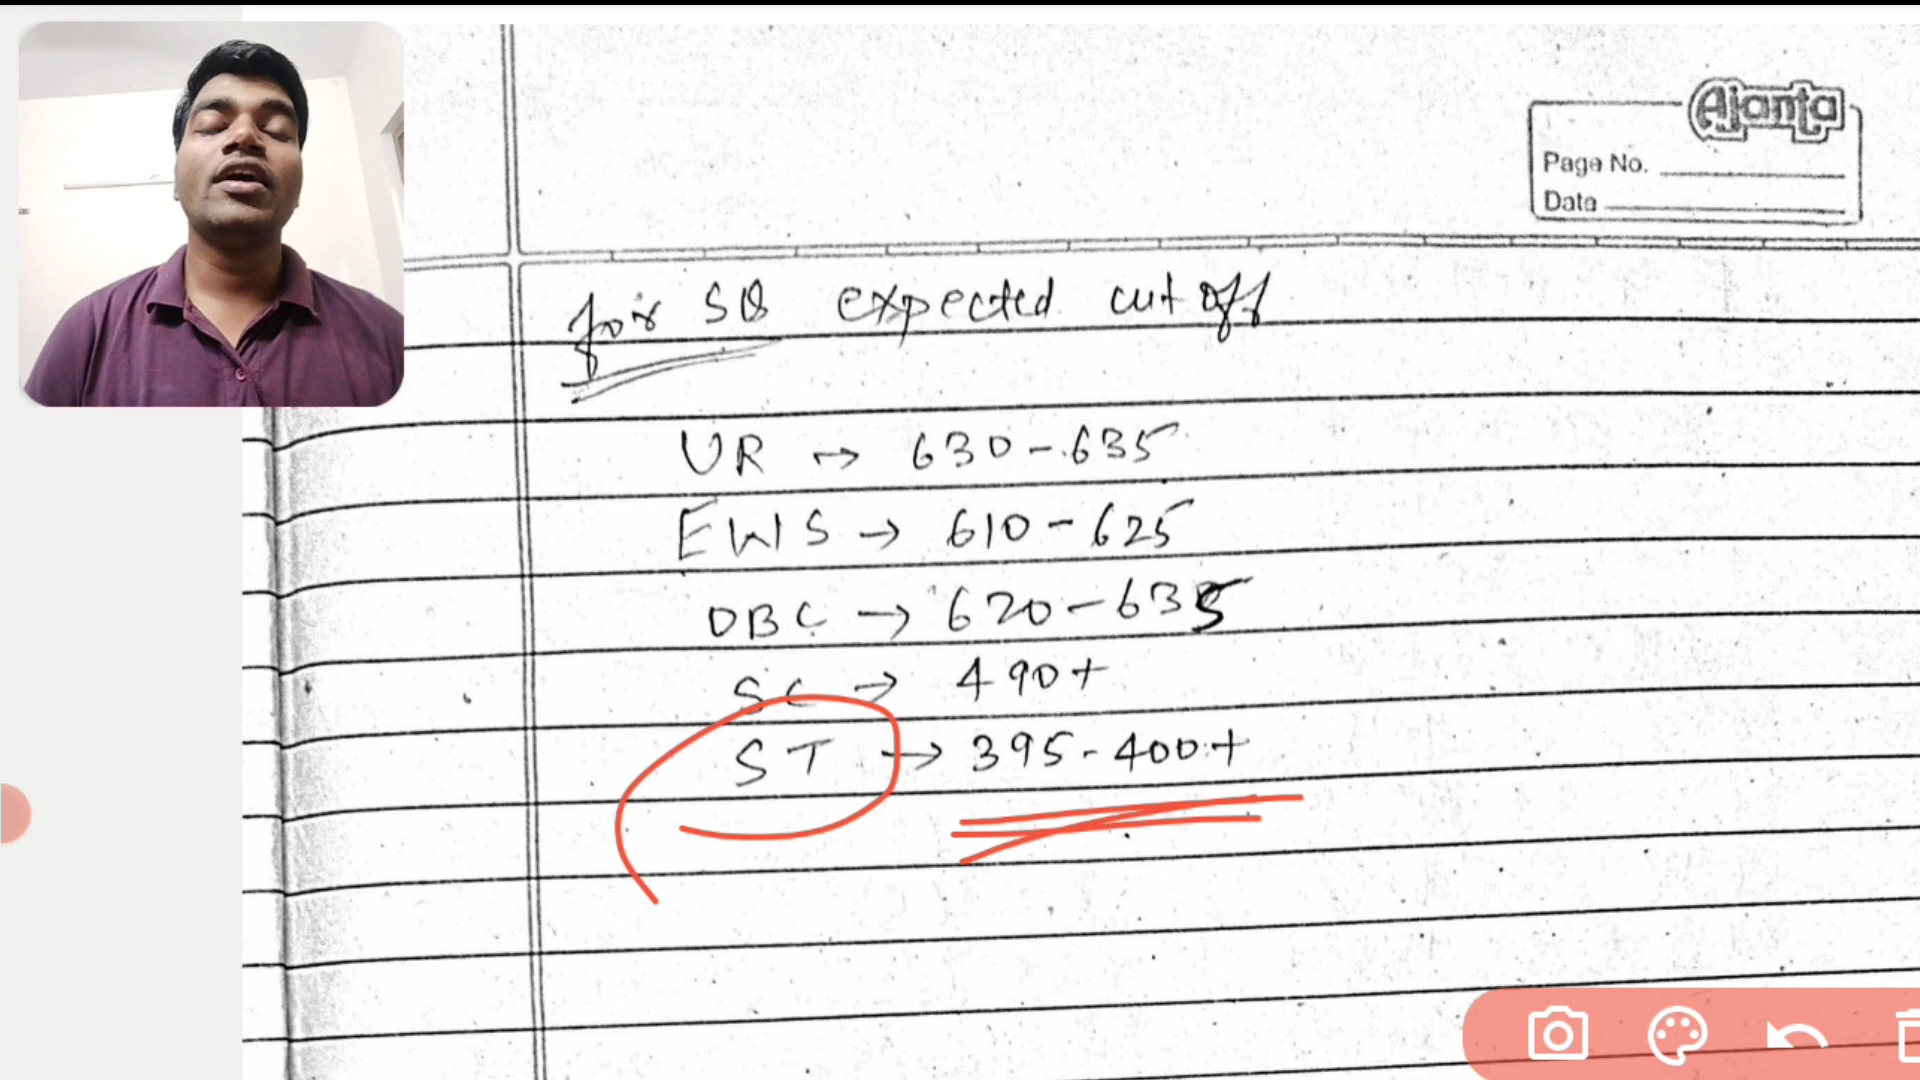 Ajanta
Page No.
Date
for SQ expected cut off
UR → 630-635
EWS → 610-625
OBC → 620-635
SC → 490+
ST → 395-400+